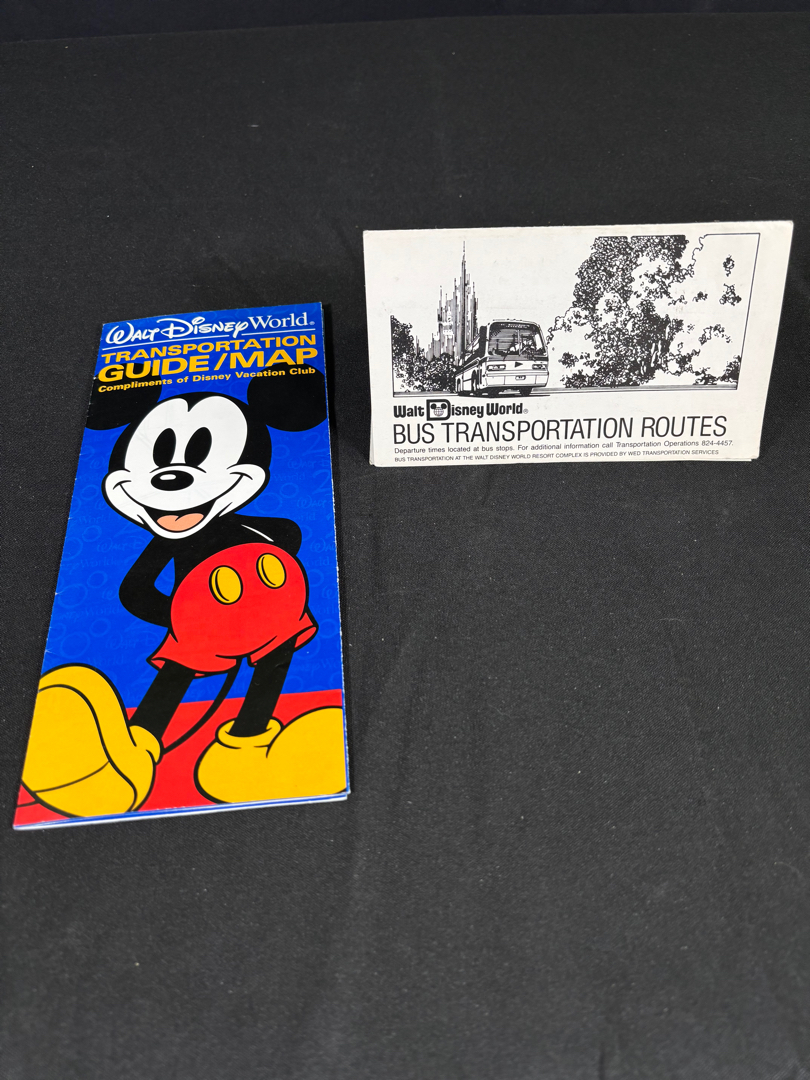 Walt Disney World®
TRANSPORTATION
GUIDE/MAP
Compliments of Disney Vacation Club
Walt Disney World®
BUS TRANSPORTATION ROUTES
Departure times located at bus stops. For additional information call Transportation Operations 824-4457.
BUS TRANSPORTATION AT THE WALT DISNEY WORLD RESORT COMPLEX IS PROVIDED BY WED TRANSPORTATION SERVICES